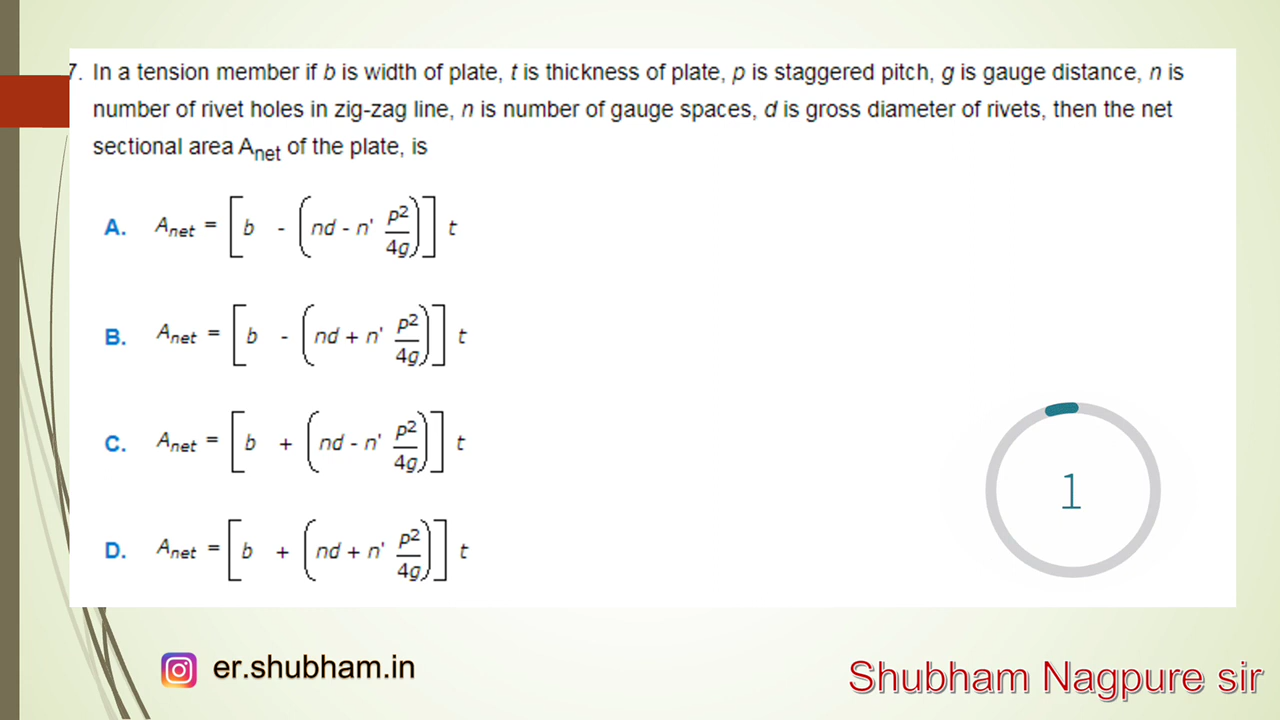 7. In a tension member if b is width of plate, t is thickness of plate, p is staggered pitch, g is gauge distance, n is
number of rivet holes in zig-zag line, n is number of gauge spaces, d is gross diameter of rivets, then the net
sectional area Anet of the plate, is
A. Anet = [b - (nd - n' p2/4g)] t
B. Anet = [b - (nd + n' p2/4g)] t
C. Anet = [b + (nd - n' p2/4g)] t
D. Anet = [b + (nd + n' p2/4g)] t
1
er.shubham.in
Shubham Nagpure sir